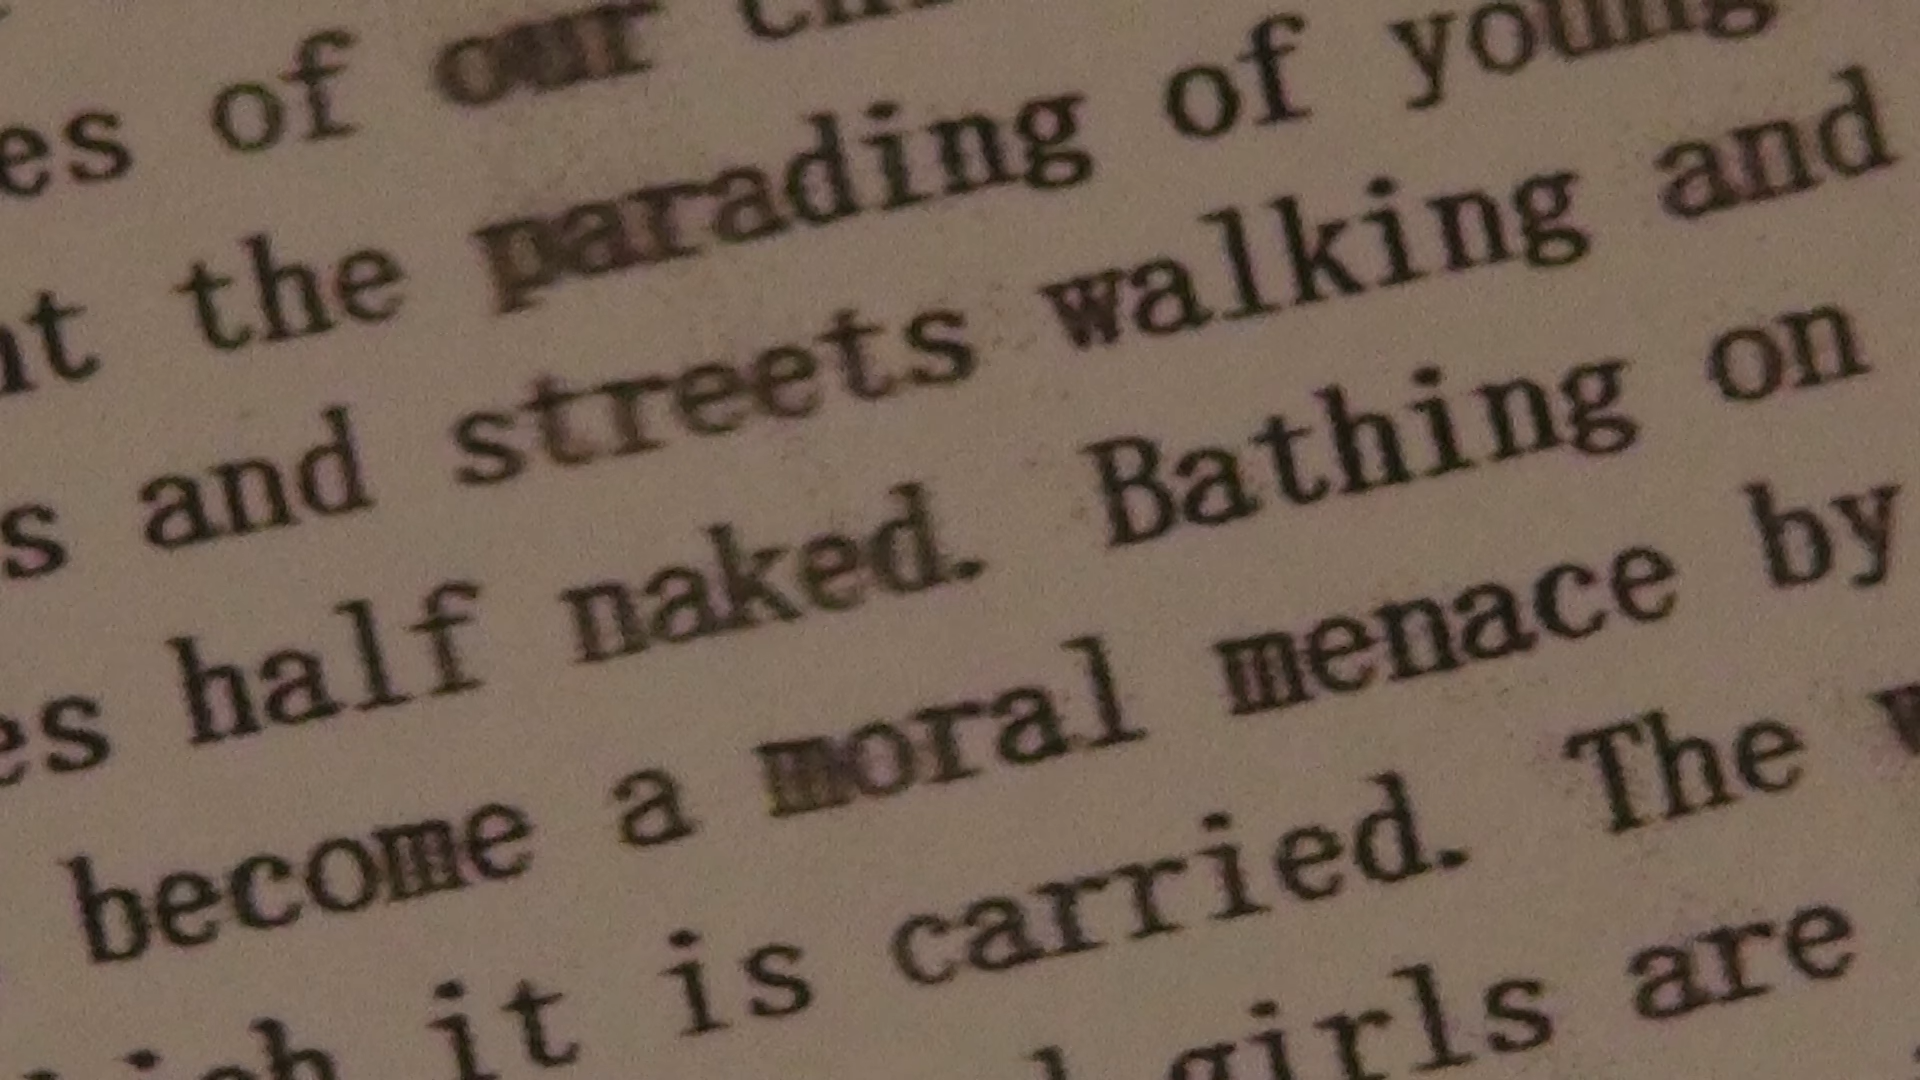 es of our
the parading of young
s and streets walking and
es half naked. Bathing on
become a moral menace by
it is carried. The
girls are